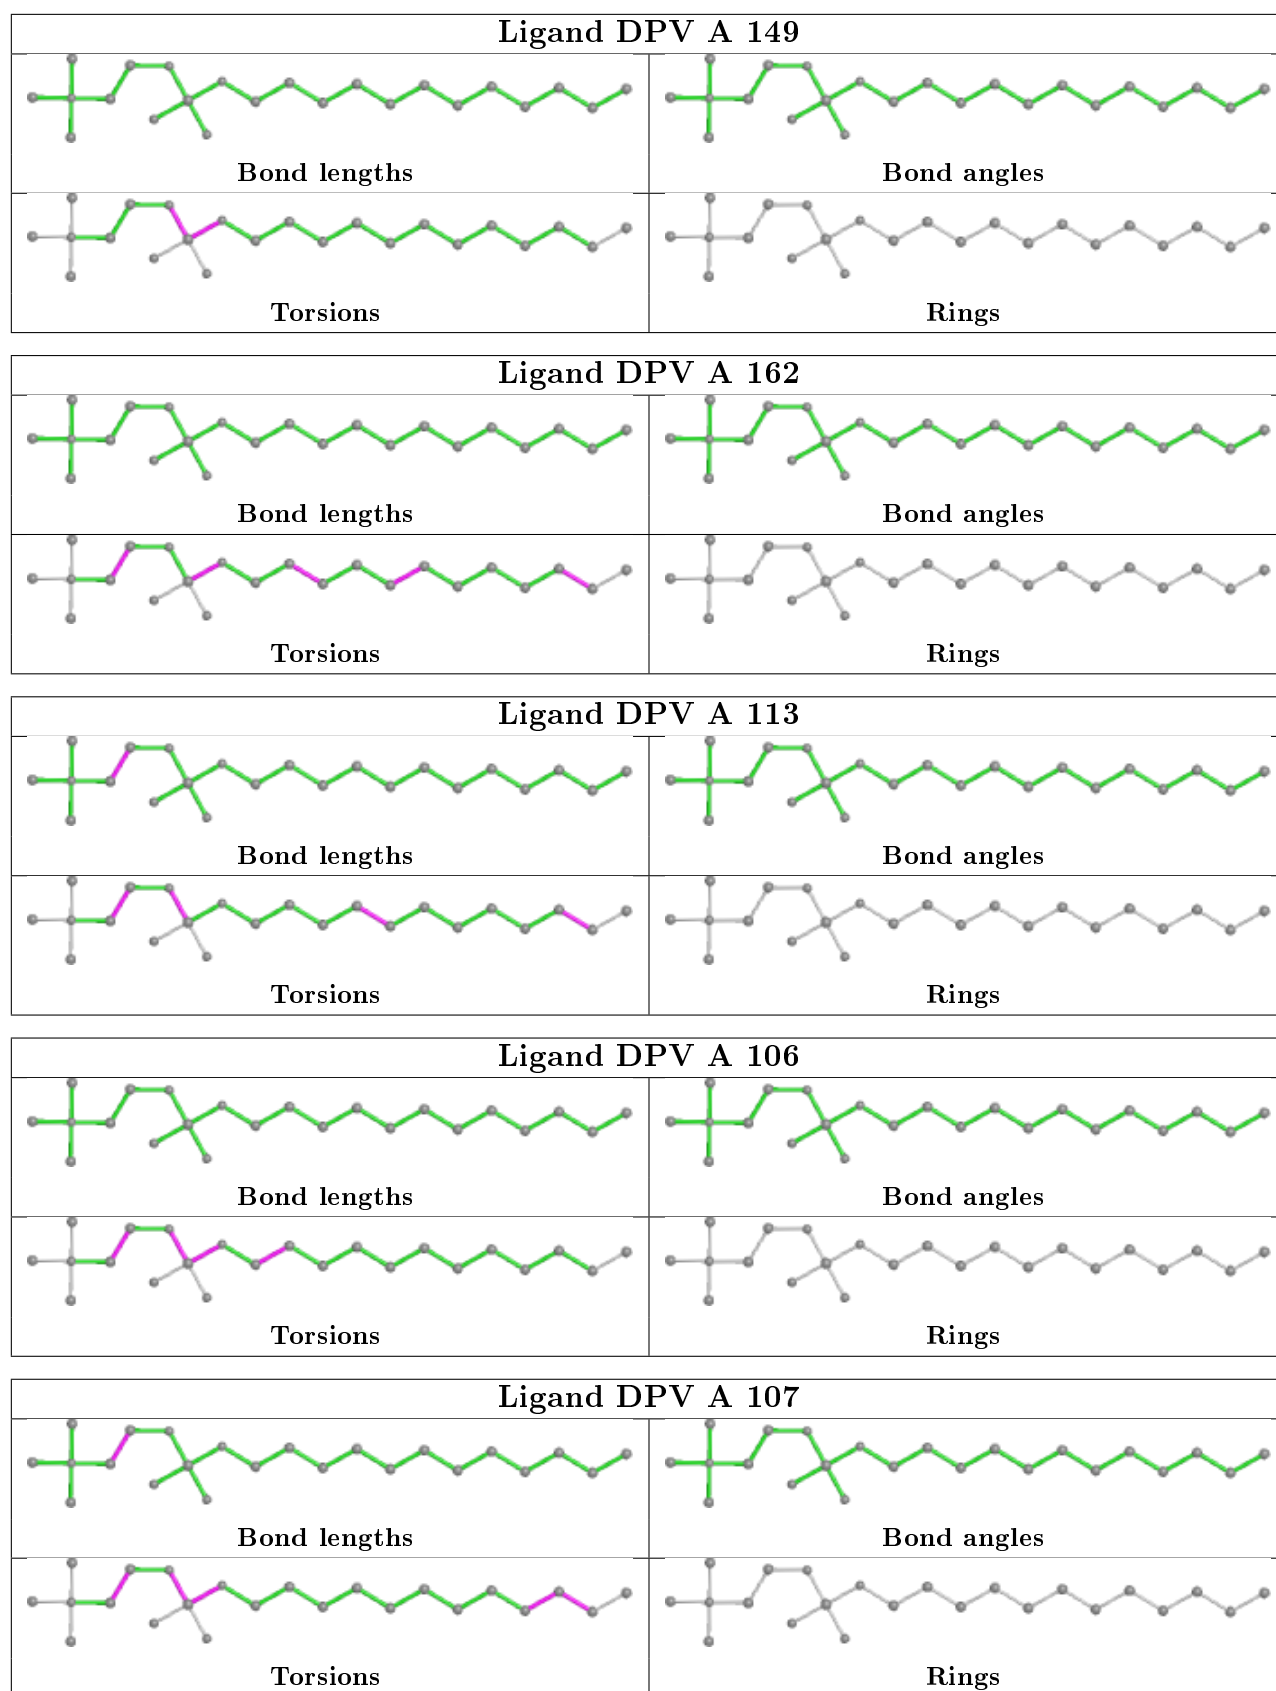 Ligand DPV A 149
Bond lengths Bond angles
Torsions Rings
Ligand DPV A 162
Bond lengths Bond angles
Torsions Rings
Ligand DPV A 113
Bond lengths Bond angles
Torsions Rings
Ligand DPV A 106
Bond lengths Bond angles
Torsions Rings
Ligand DPV A 107
Bond lengths Bond angles
Torsions Rings